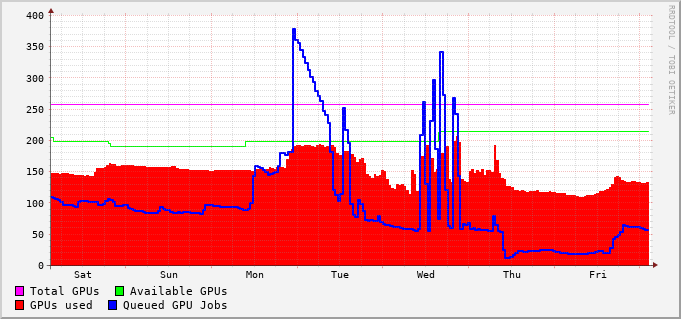 400
350
300
250
200
150
100
50
0
Sat Sun Mon Tue Wed Thu Fri
Total GPUs Available GPUs
GPUs used Queued GPU Jobs
RRDTOOL / TOBI OETIKER